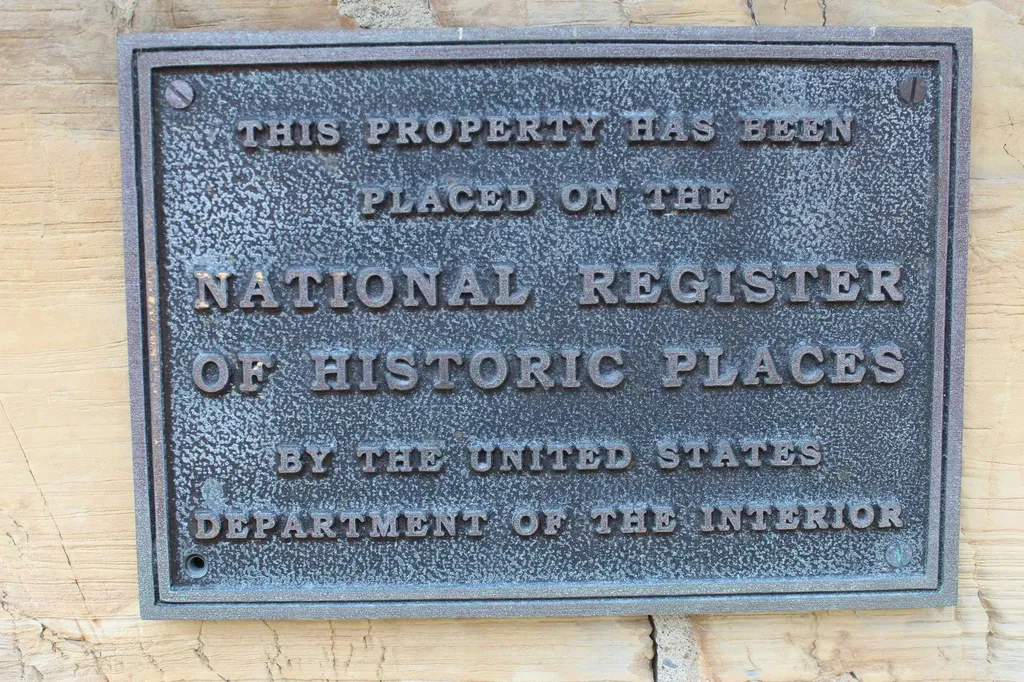 THIS PROPERTY HAS BEEN
PLACED ON THE
NATIONAL REGISTER
OF HISTORIC PLACES
BY THE UNITED STATES
DEPARTMENT OF THE INTERIOR